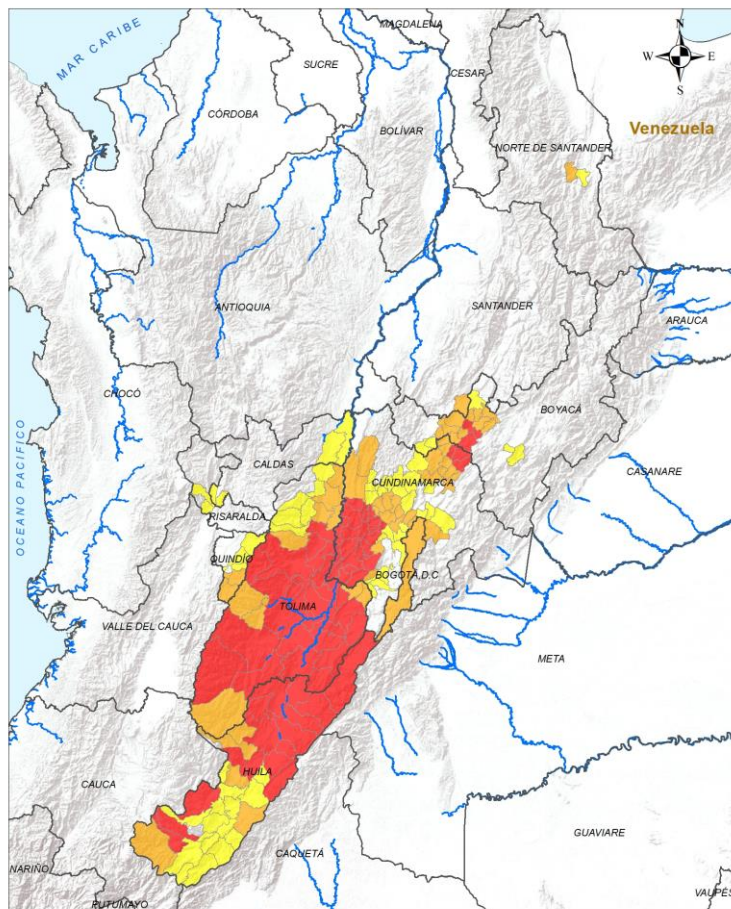 MAGDALENA
MAR CARIBE
N
W E
S
SUCRE
CESAR
CÓRDOBA
BOLÍVAR
Venezuela
NORTE DE SANTANDER
ANTIOQUIA
SANTANDER
ARAUCA
CHOCÓ
BOYACÁ
OCEANO PACIFICO
CALDAS
CASANARE
CUNDINAMARCA
RISARALDA
QUINDÍO
BOGOTÁ, D.C
TOLIMA
VALLE DEL CAUCA
META
HUILA
CAUCA
GUAVIARE
CAQUETÁ
NARIÑO
PUTUMAYO
VAUPÉS